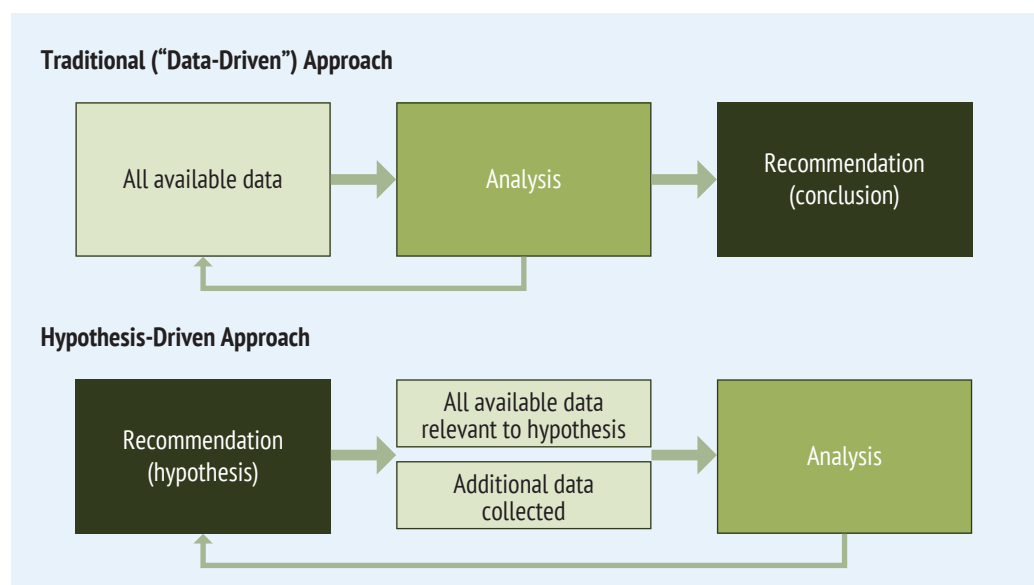 Traditional (“Data-Driven”) Approach
All available data
Analysis
Recommendation
(conclusion)
Hypothesis-Driven Approach
Recommendation
(hypothesis)
All available data
relevant to hypothesis
Additional data
collected
Analysis